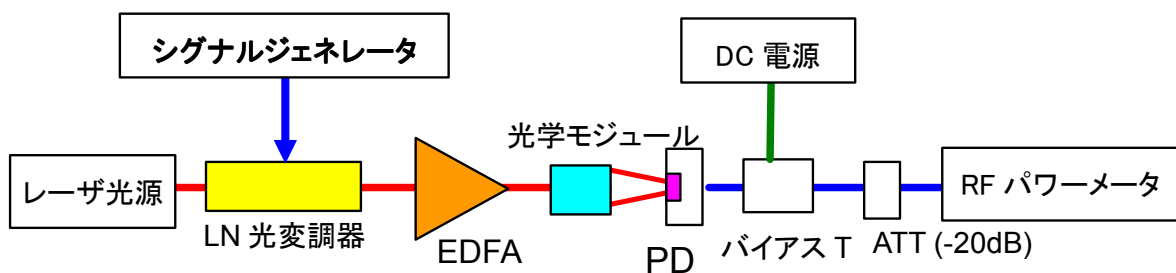 シグナルジェネレータ
DC 電源
光学モジュール
レーザ光源
RF パワーメータ
LN 光変調器
EDFA
PD
バイアス T
ATT (-20dB)